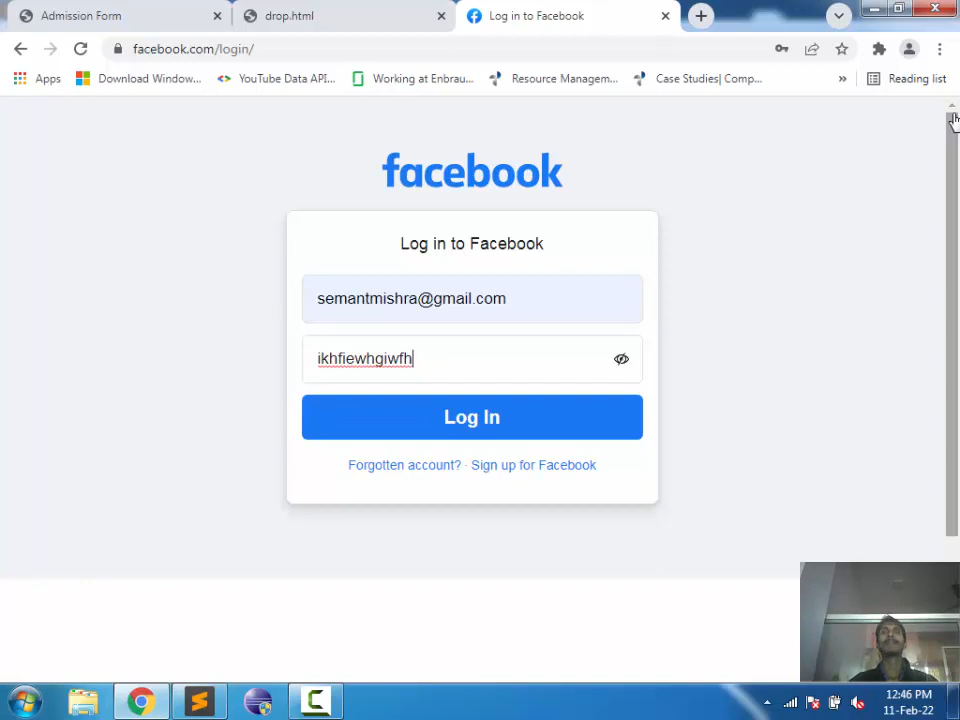 Admission Form
drop.html
Log in to Facebook
facebook.com/login/
Apps
Download Window...
YouTube Data API...
Working at Enbrau...
Resource Managem...
Case Studies| Comp...
»
Reading list
facebook
Log in to Facebook
semantmishra@gmail.com
ikhfiewhgiwfh
Log In
Forgotten account? · Sign up for Facebook
12:46 PM
11-Feb-22